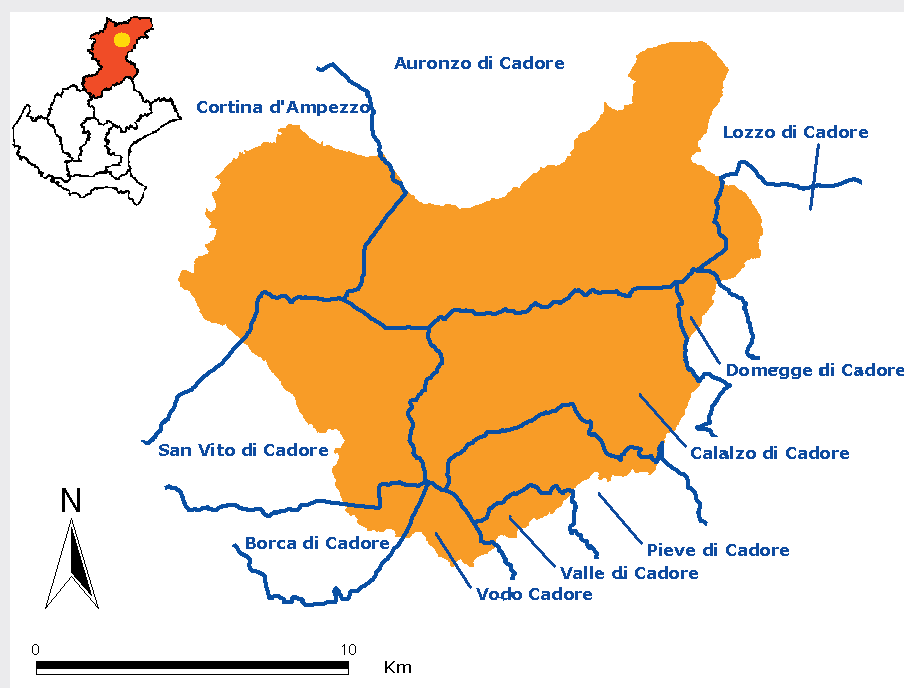 Auronzo di Cadore
Cortina d'Ampezzo
Lozzo di Cadore
Domegge di Cadore
San Vito di Cadore
Calalzo di Cadore
N
Borca di Cadore
Pieve di Cadore
Valle di Cadore
Vodo Cadore
0 10
Km